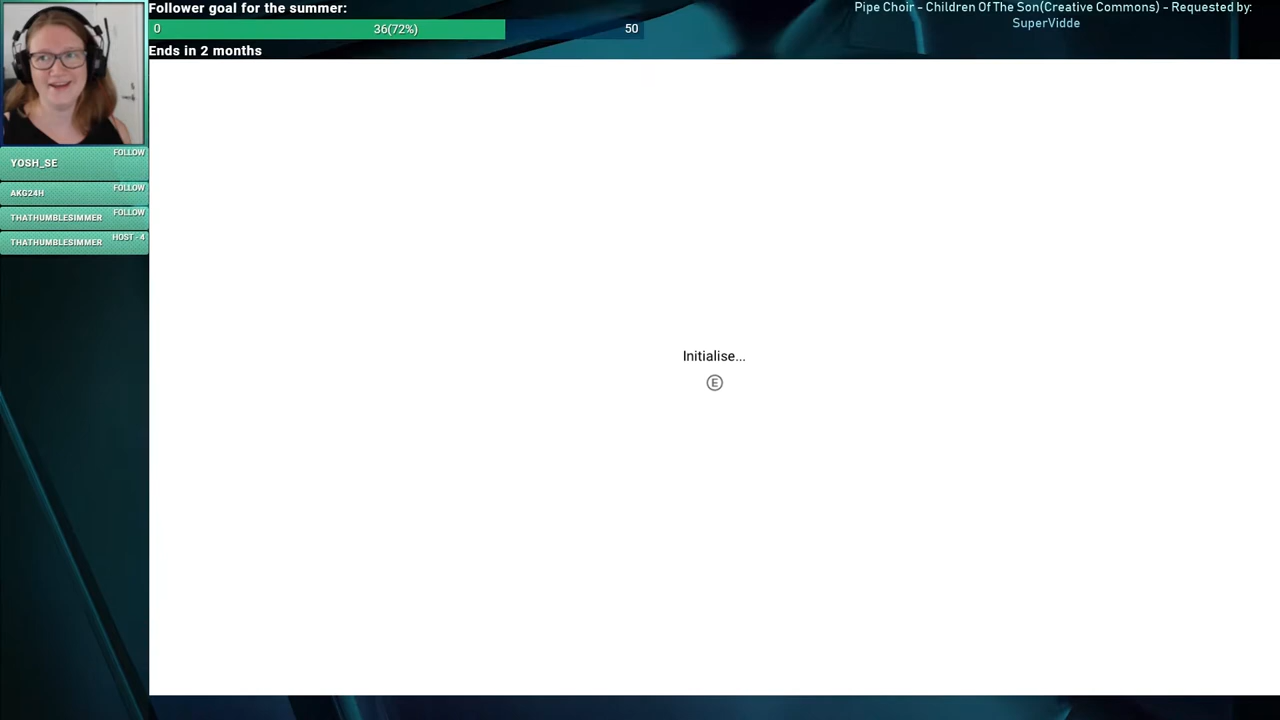 Follower goal for the summer:
0 36(72%) 50
Ends in 2 months
Pipe Choir - Children Of The Son(Creative Commons) - Requested by:
SuperVidde
YOSH_SE FOLLOW
AKG24H FOLLOW
THATHUMBLESIMMER FOLLOW
THATHUMBLESIMMER HOST - 4
Initialise...
E